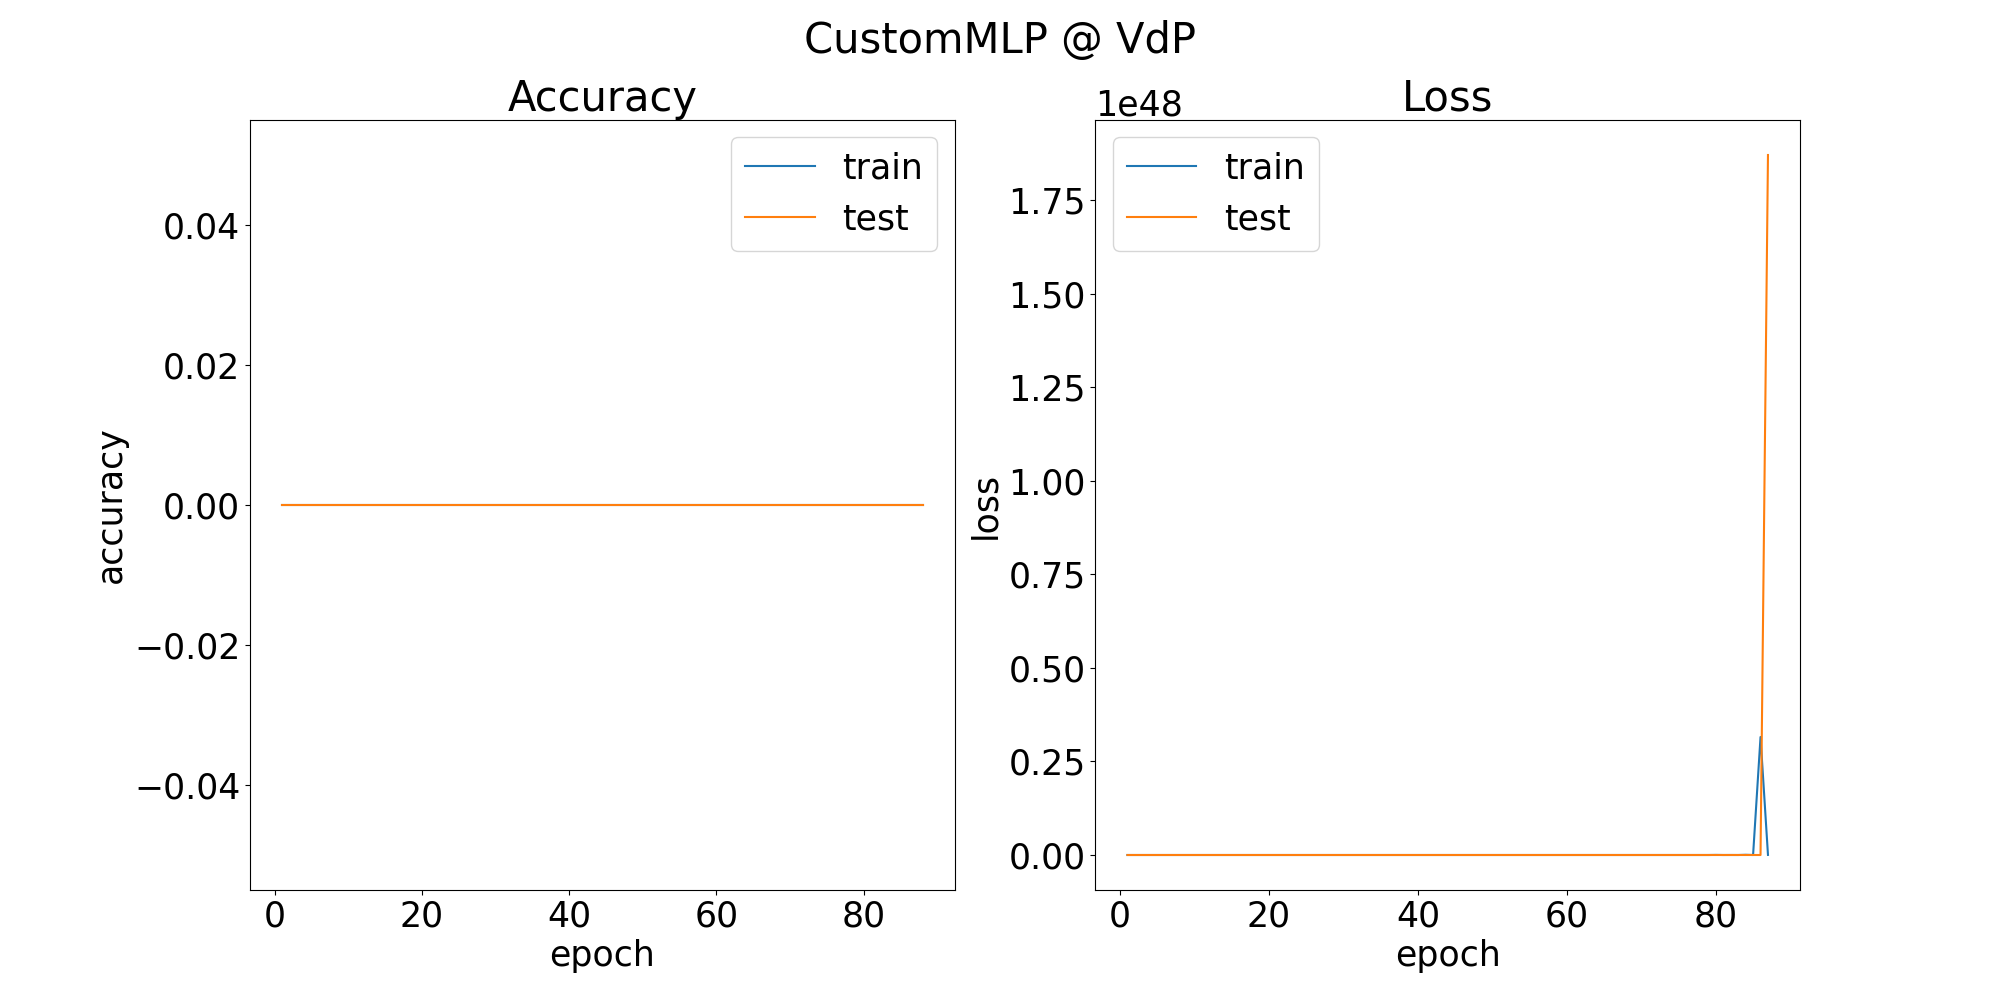 CustomMLP @ VdP
Accuracy
train
test
0.04
0.02
0.00
−0.02
−0.04
accuracy
0 20 40 60 80
epoch
Loss
1e48
train
test
1.75
1.50
1.25
1.00
0.75
0.50
0.25
0.00
loss
0 20 40 60 80
epoch